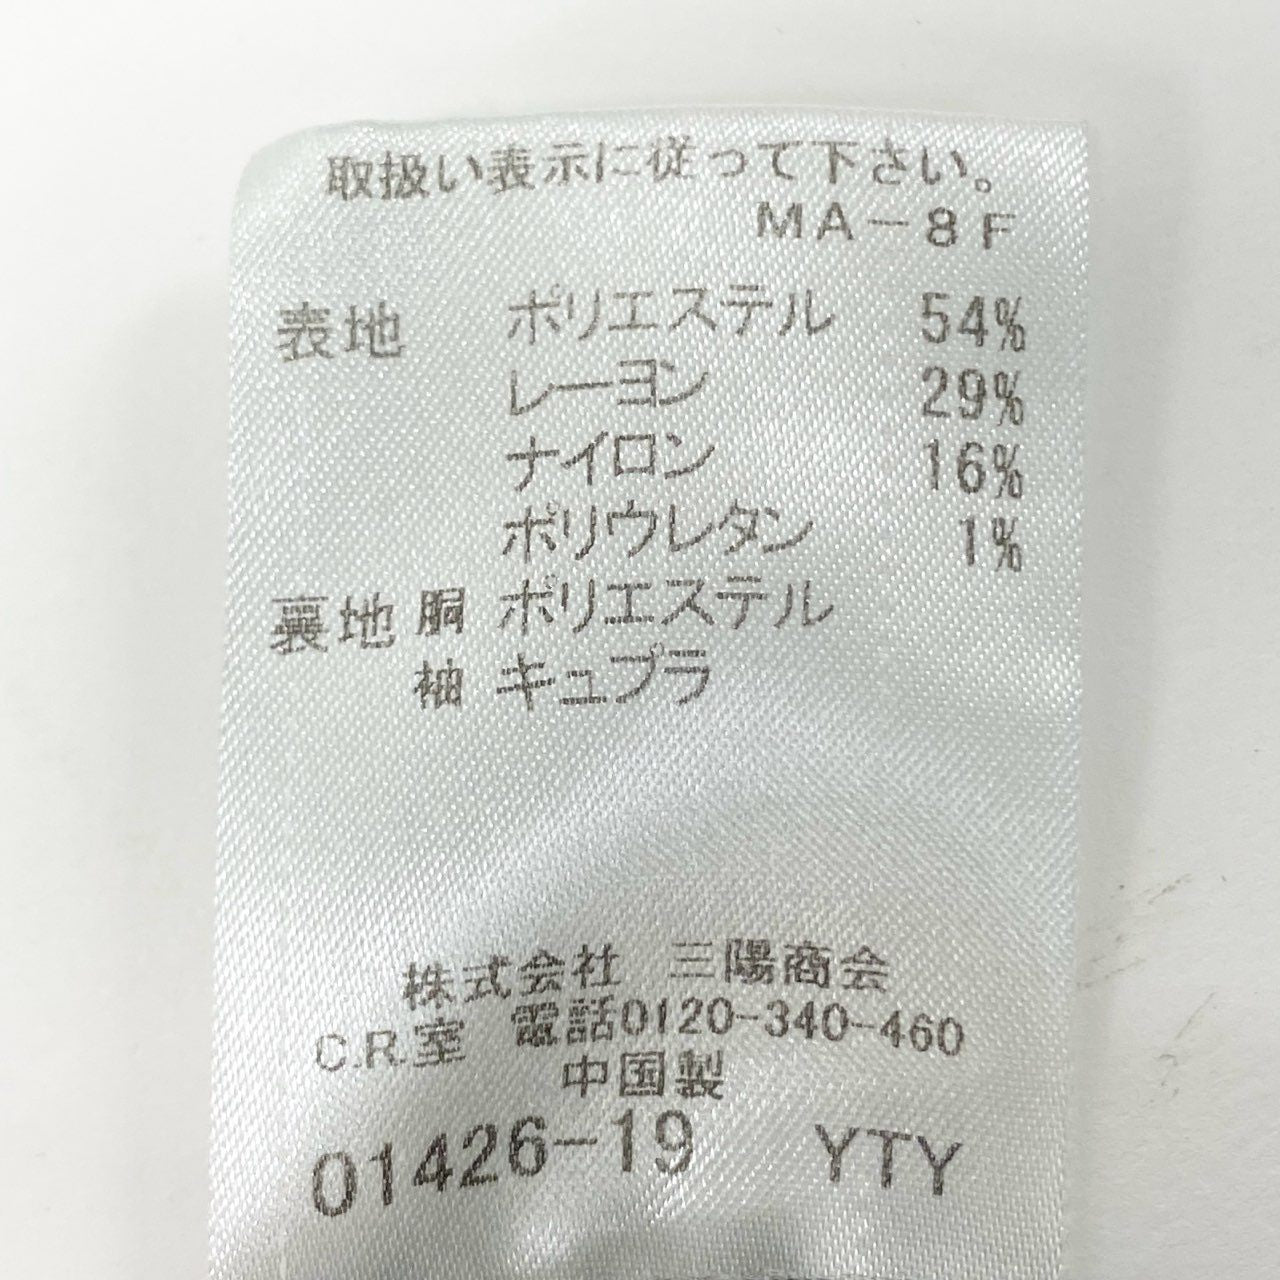 取扱い表示に従って下さい。
MA-8F
表地 ポリエステル 54%
レーヨン 29%
ナイロン 16%
ポリウレタン 1%
裏地 胴 ポリエステル
袖 キュプラ
株式会社 三陽商会
C.R.室 電話0120-340-460
中国製
01426-19 YTY